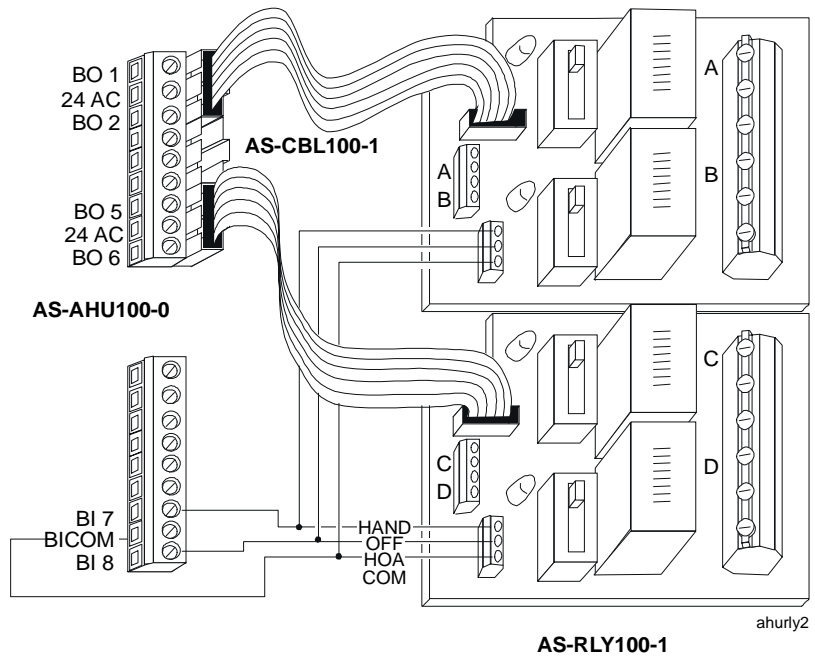 BO 1
24 AC
BO 2
AS-CBL100-1
BO 5
24 AC
BO 6
AS-AHU100-0
A
B
A
B
C
D
C
D
BI 7
BICOM
BI 8
HAND
OFF
HOA
COM
ahurly2
AS-RLY100-1